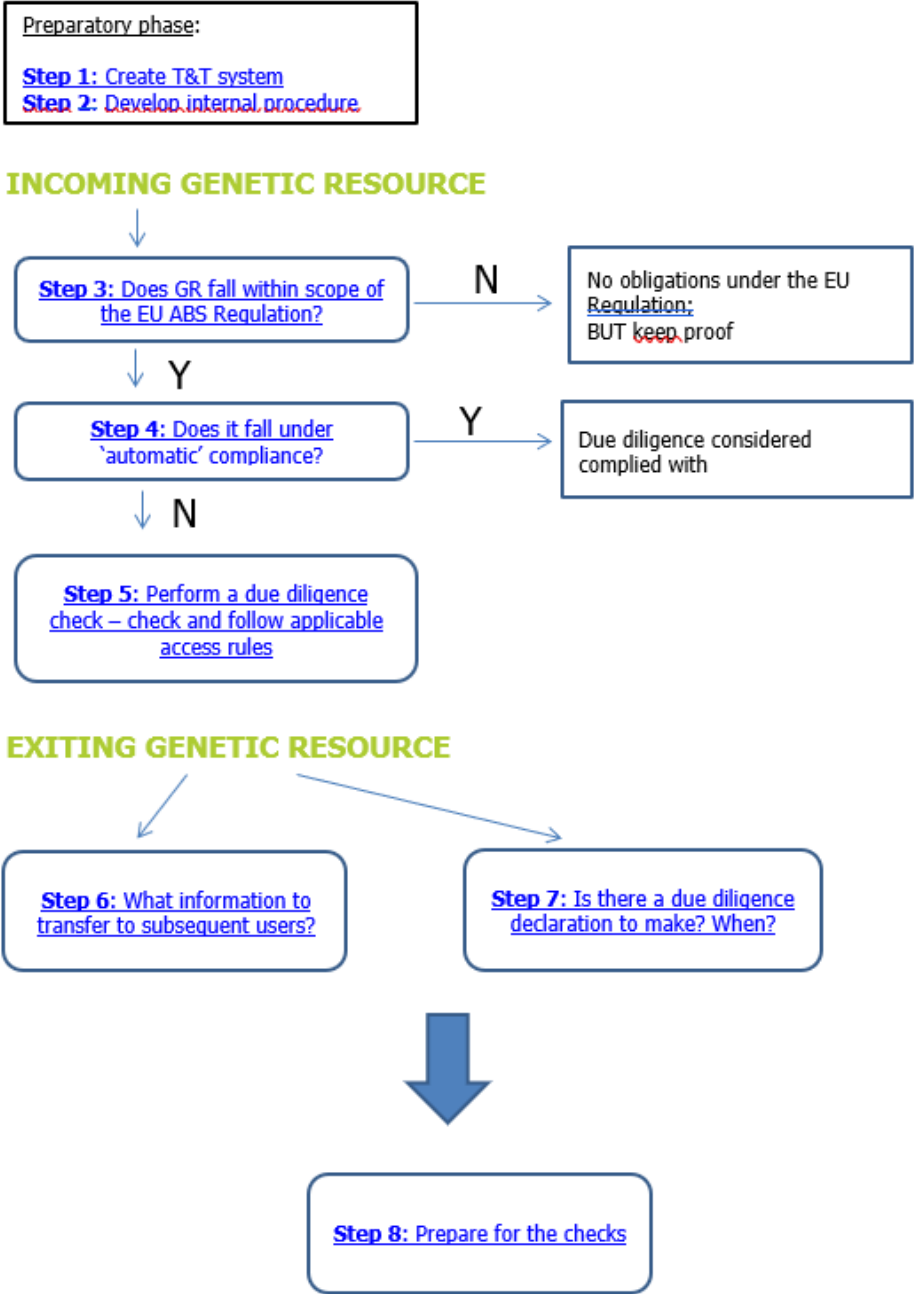 Preparatory phase:
Step 1: Create T&T system
Step 2: Develop internal procedure
INCOMING GENETIC RESOURCE
Step 3: Does GR fall within scope of
the EU ABS Regulation?
N
No obligations under the EU
Regulation;
BUT keep proof
Y
Step 4: Does it fall under
‘automatic’ compliance?
Y
Due diligence considered
complied with
N
Step 5: Perform a due diligence
check – check and follow applicable
access rules
EXITING GENETIC RESOURCE
Step 6: What information to
transfer to subsequent users?
Step 7: Is there a due diligence
declaration to make? When?
Step 8: Prepare for the checks